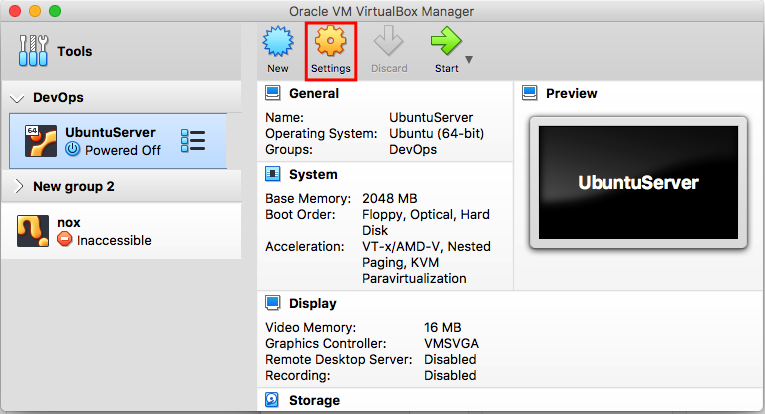 Oracle VM VirtualBox Manager
Tools
New
Settings
Discard
Start
DevOps
64
UbuntuServer
Powered Off
New group 2
nox
Inaccessible
General
Name: UbuntuServer
Operating System: Ubuntu (64-bit)
Groups: DevOps
Preview
UbuntuServer
System
Base Memory: 2048 MB
Boot Order: Floppy, Optical, Hard
Disk
Acceleration: VT-x/AMD-V, Nested
Paging, KVM
Paravirtualization
Display
Video Memory: 16 MB
Graphics Controller: VMSVGA
Remote Desktop Server: Disabled
Recording: Disabled
Storage